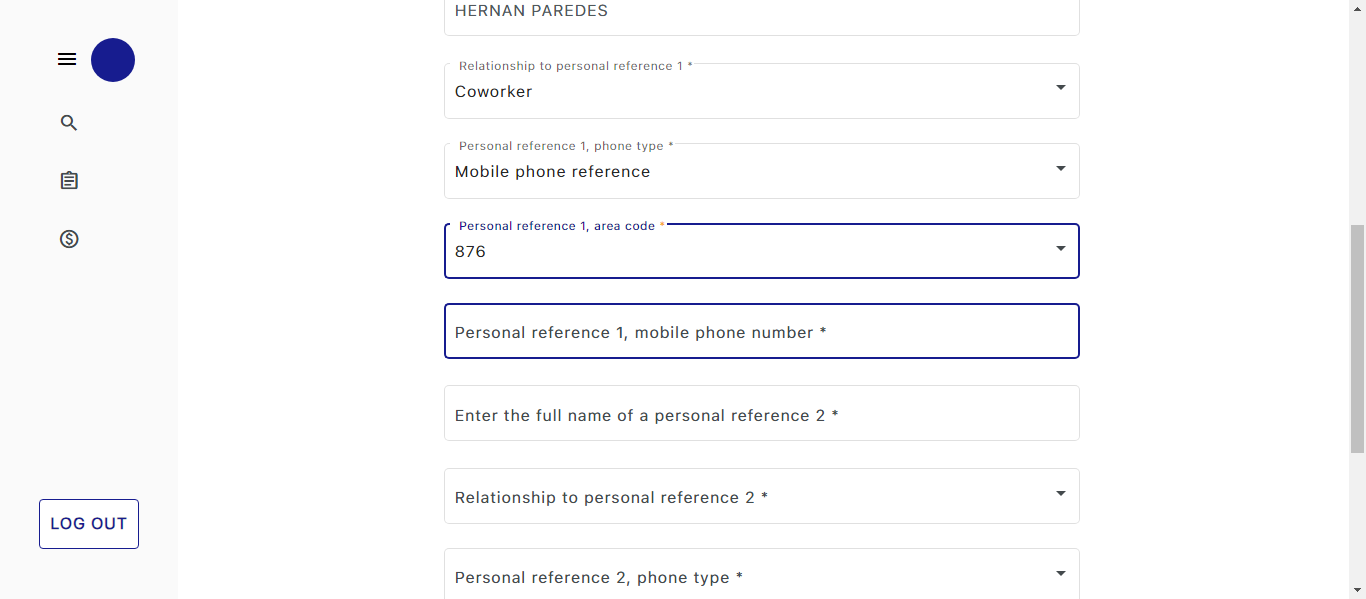 HERNAN PAREDES
Relationship to personal reference 1 *
Coworker
Personal reference 1, phone type *
Mobile phone reference
Personal reference 1, area code *
876
Personal reference 1, mobile phone number *
Enter the full name of a personal reference 2 *
Relationship to personal reference 2 *
Personal reference 2, phone type *
LOG OUT